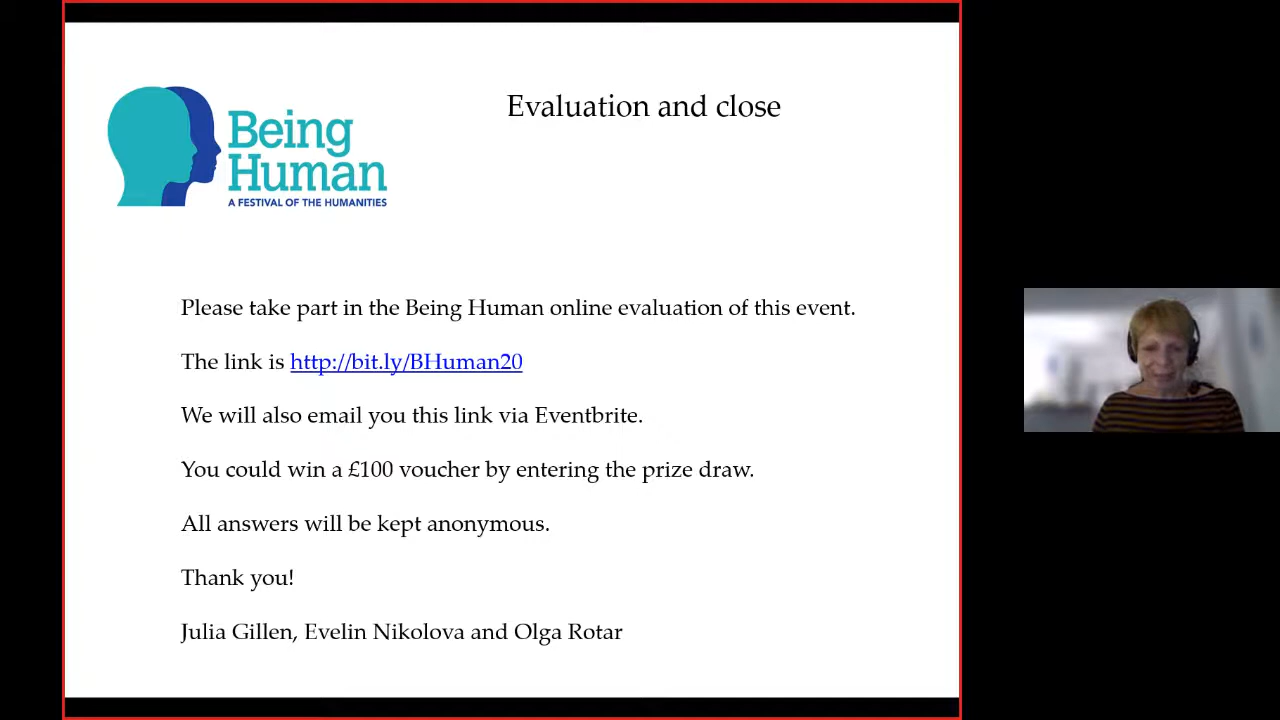 Evaluation and close
Being
Human
A FESTIVAL OF THE HUMANITIES
Please take part in the Being Human online evaluation of this event.
The link is http://bit.ly/BHuman20
We will also email you this link via Eventbrite.
You could win a £100 voucher by entering the prize draw.
All answers will be kept anonymous.
Thank you!
Julia Gillen, Evelin Nikolova and Olga Rotar